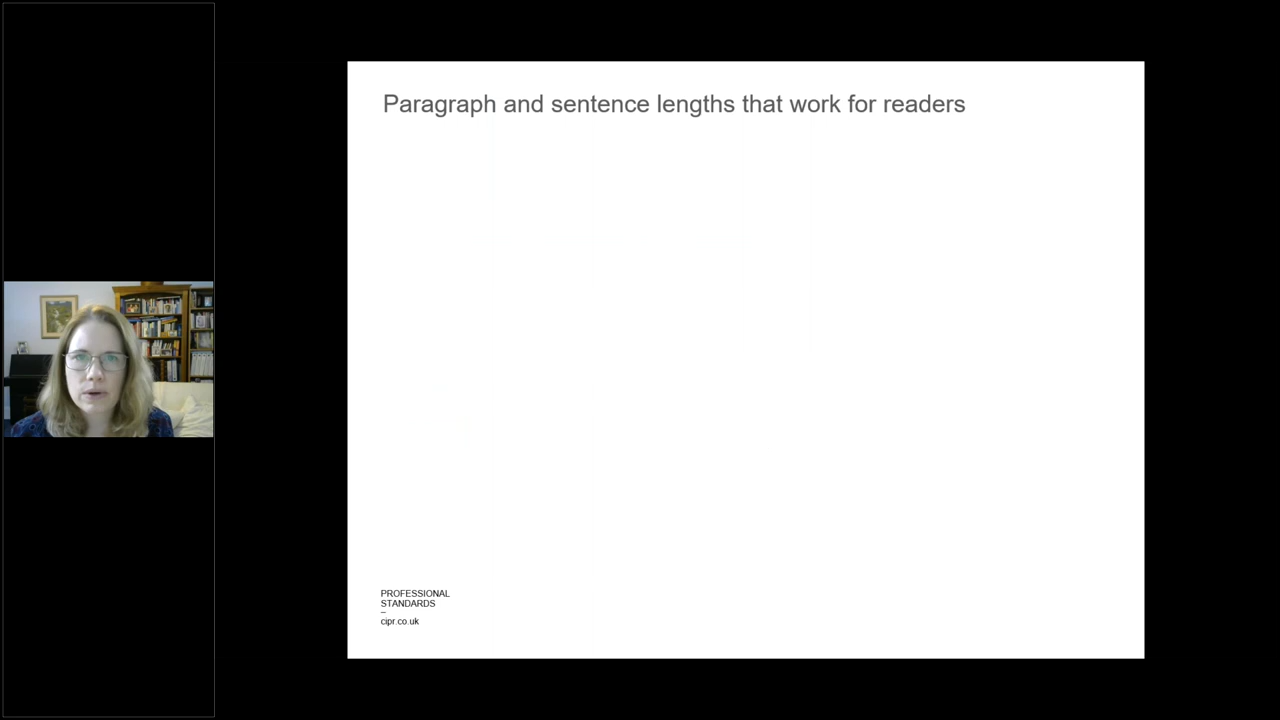 Paragraph and sentence lengths that work for readers
PROFESSIONAL
STANDARDS
–
cipr.co.uk